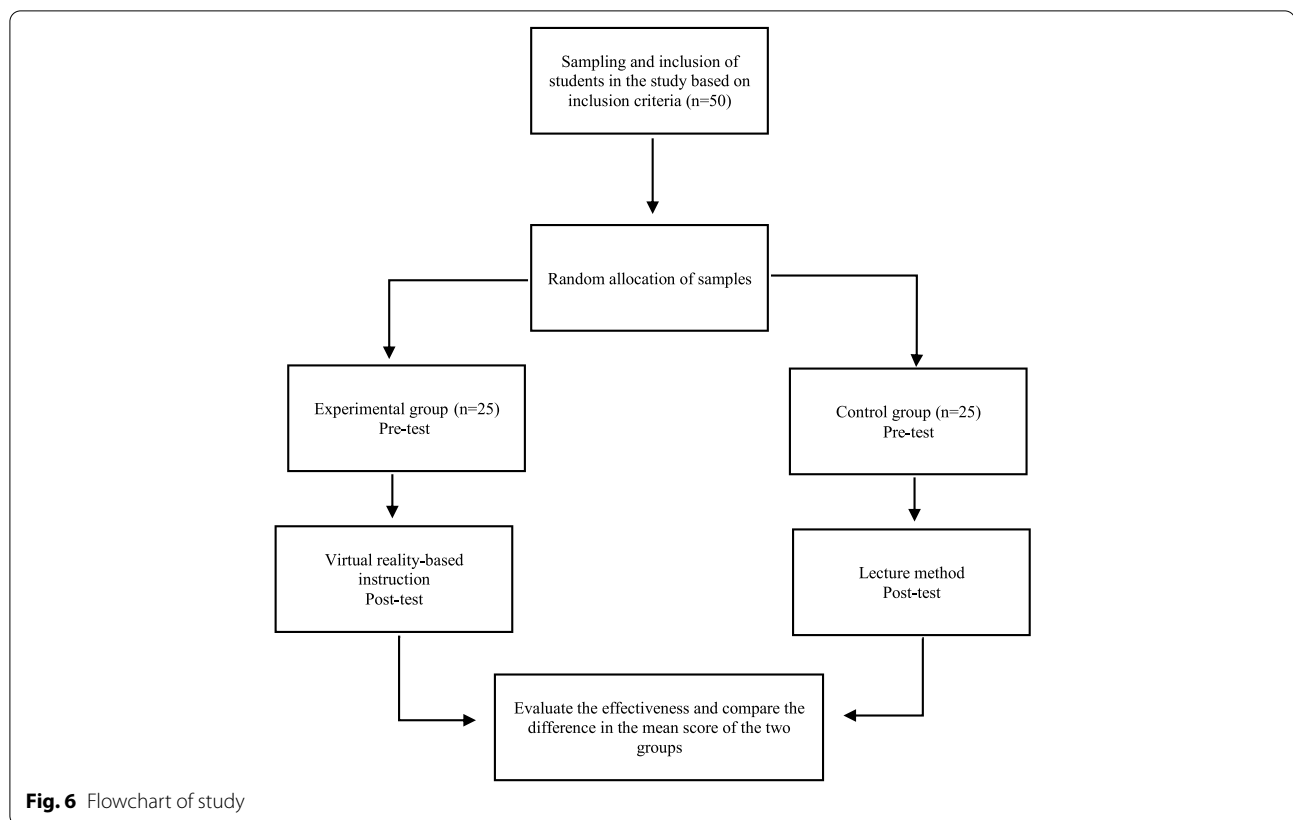 Sampling and inclusion of
students in the study based on
inclusion criteria (n=50)
Random allocation of samples
Experimental group (n=25)
Pre-test
Control group (n=25)
Pre-test
Virtual reality-based
instruction
Post-test
Lecture method
Post-test
Evaluate the effectiveness and compare the
difference in the mean score of the two
groups
Fig. 6 Flowchart of study